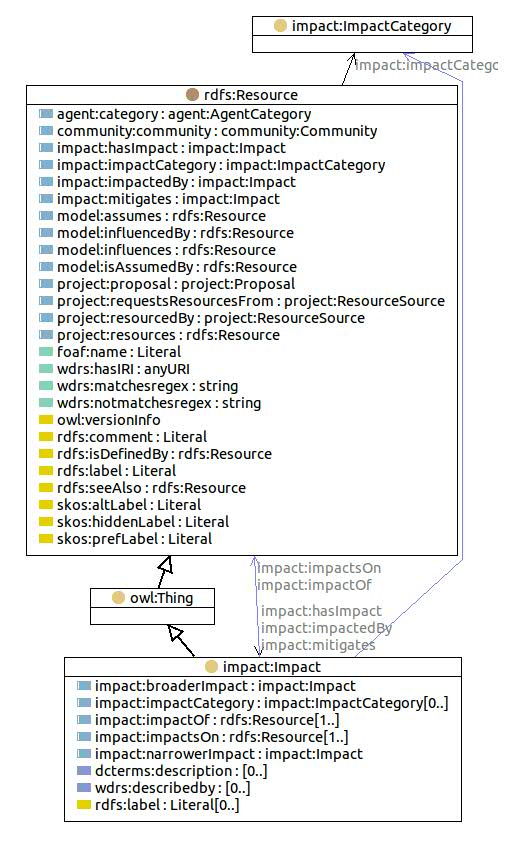 impact:ImpactCategory
impact:ImpactCatego
rdfs:Resource
agent:category : agent:AgentCategory
community:community : community:Community
impact:hasImpact : impact:Impact
impact:impactCategory : impact:ImpactCategory
impact:impactedBy : impact:Impact
impact:mitigates : impact:Impact
model:assumes : rdfs:Resource
model:influencedBy : rdfs:Resource
model:influences : rdfs:Resource
model:isAssumedBy : rdfs:Resource
project:proposal : project:Proposal
project:requestsResourcesFrom : project:ResourceSource
project:resourcedBy : project:ResourceSource
project:resources : rdfs:Resource
foaf:name : Literal
wdrs:hasIRI : anyURI
wdrs:matchesregex : string
wdrs:notmatchesregex : string
owl:versionInfo
rdfs:comment : Literal
rdfs:isDefinedBy : rdfs:Resource
rdfs:label : Literal
rdfs:seeAlso : rdfs:Resource
skos:altLabel : Literal
skos:hiddenLabel : Literal
skos:prefLabel : Literal
impact:impactsOn
impact:impactOf
owl:Thing
impact:hasImpact
impact:impactedBy
impact:mitigates
impact:Impact
impact:broaderImpact : impact:Impact
impact:impactCategory : impact:ImpactCategory[0..]
impact:impactOf : rdfs:Resource[1..]
impact:impactsOn : rdfs:Resource[1..]
impact:narrowerImpact : impact:Impact
dcterms:description : [0..]
wdrs:describedby : [0..]
rdfs:label : Literal[0..]